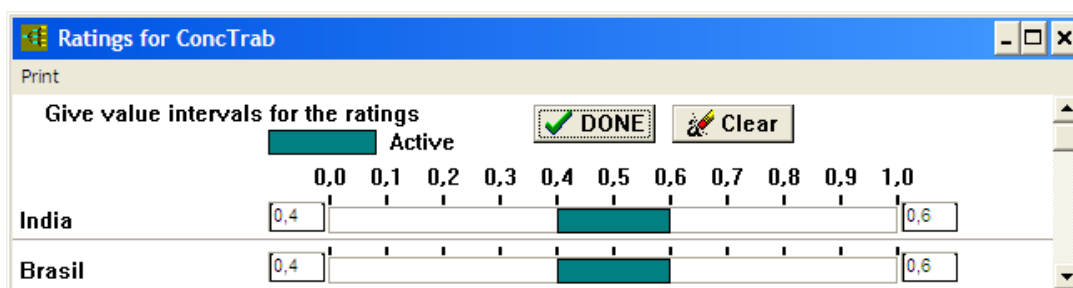 Ratings for ConcTrab
Print
Give value intervals for the ratings
DONE
Clear
Active
0,0 0,1 0,2 0,3 0,4 0,5 0,6 0,7 0,8 0,9 1,0
India 0,4 0,6
Brasil 0,4 0,6